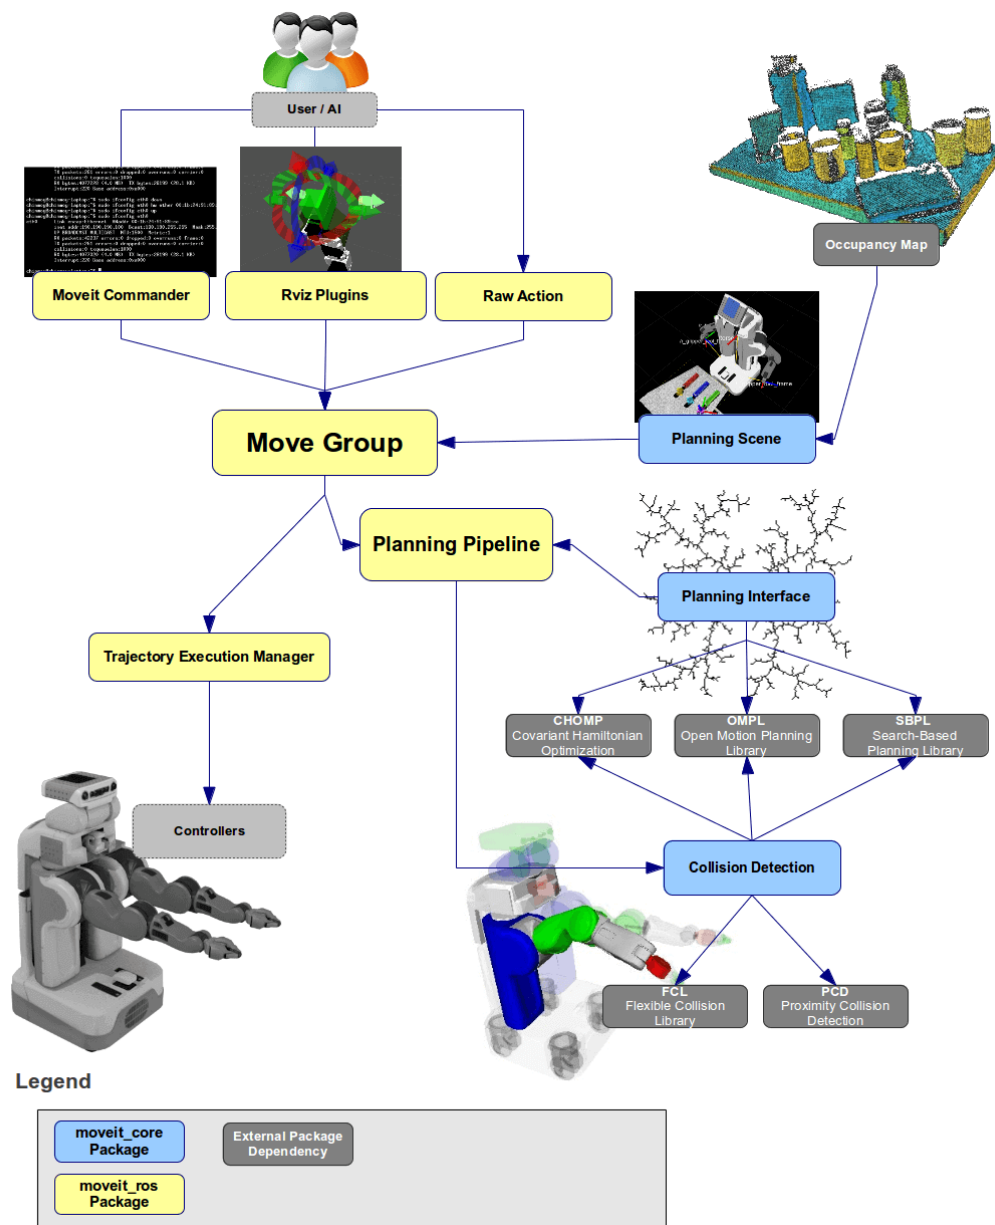 User / AI
Moveit Commander
Rviz Plugins
Raw Action
Occupancy Map
Move Group
Planning Scene
Planning Pipeline
Planning Interface
Trajectory Execution Manager
CHOMP
Covariant Hamiltonian
Optimization
OMPL
Open Motion Planning
Library
SBPL
Search-Based
Planning Library
Controllers
Collision Detection
FCL
Flexible Collision
Library
PCD
Proximity Collision
Detection
Legend
moveit_core
Package
External Package
Dependency
moveit_ros
Package